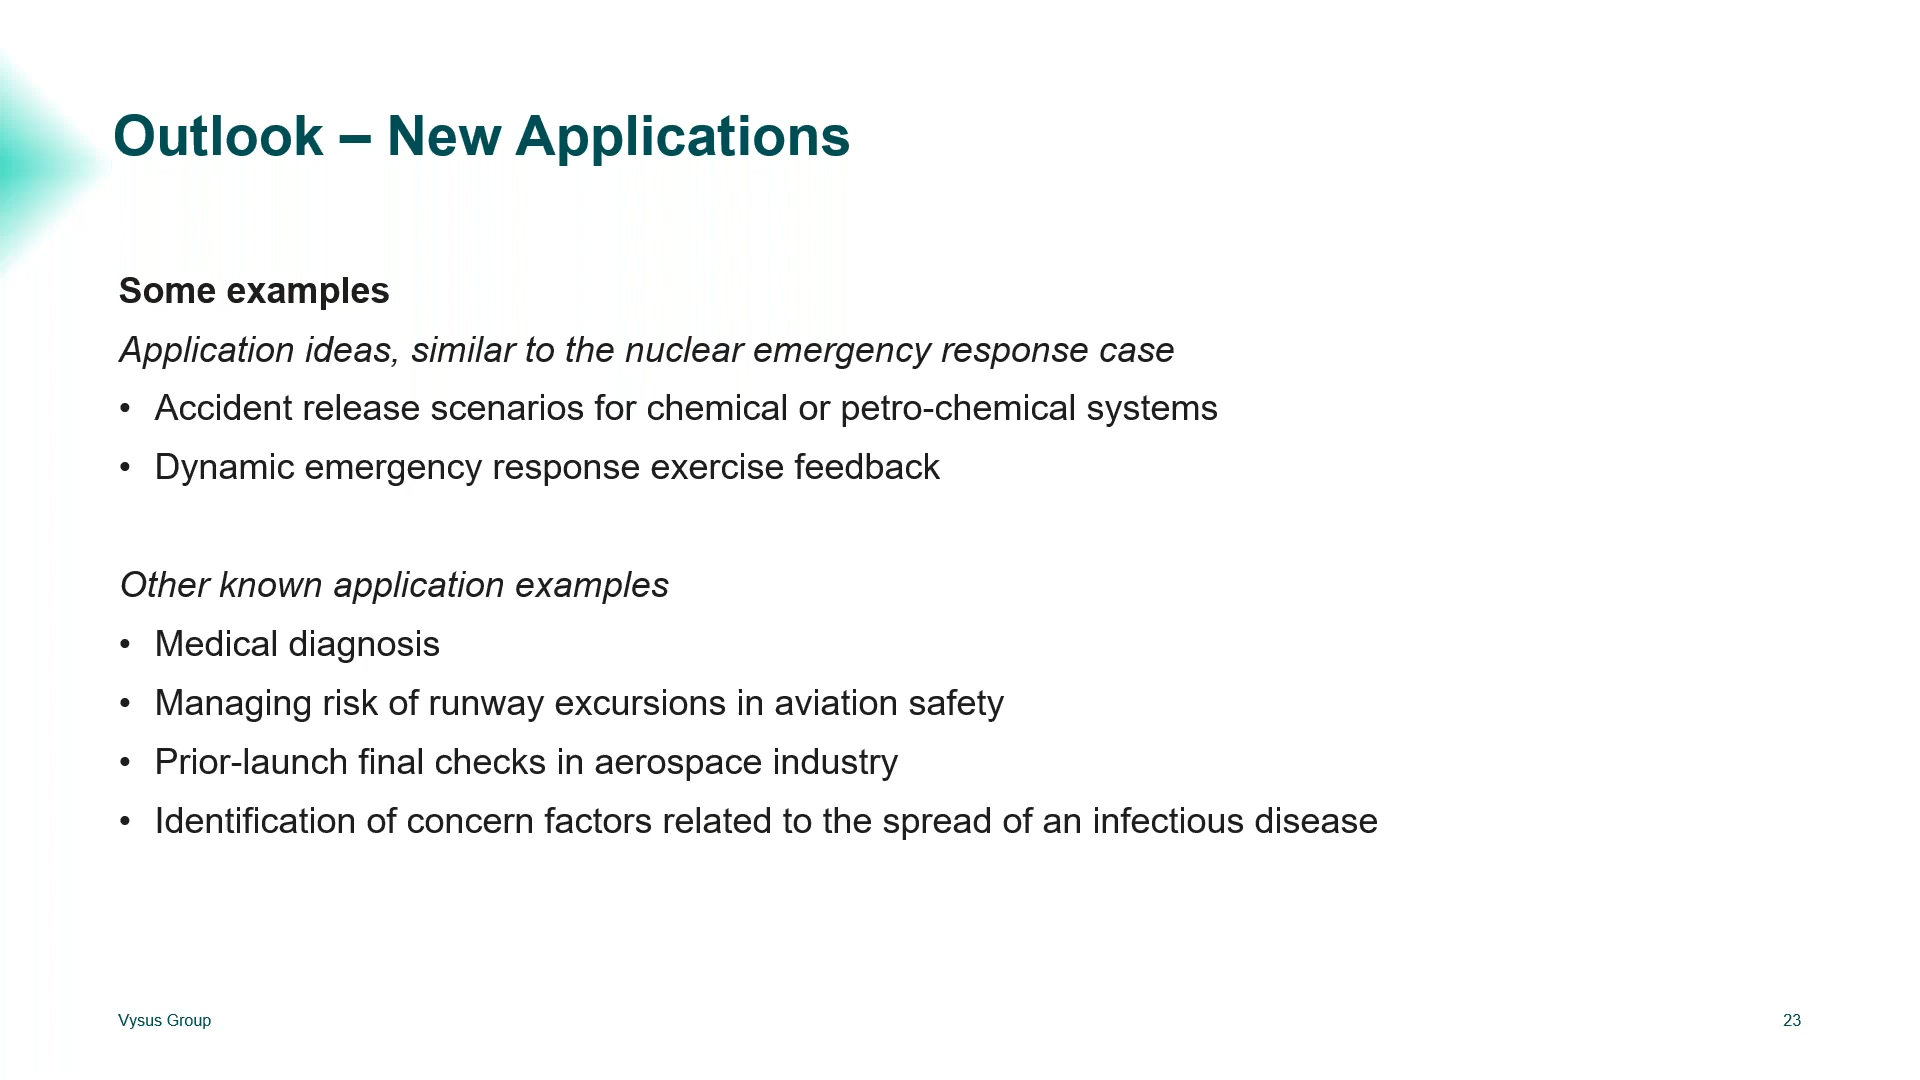 Outlook – New Applications
Some examples
Application ideas, similar to the nuclear emergency response case
• Accident release scenarios for chemical or petro-chemical systems
• Dynamic emergency response exercise feedback
Other known application examples
• Medical diagnosis
• Managing risk of runway excursions in aviation safety
• Prior-launch final checks in aerospace industry
• Identification of concern factors related to the spread of an infectious disease
Vysus Group
23